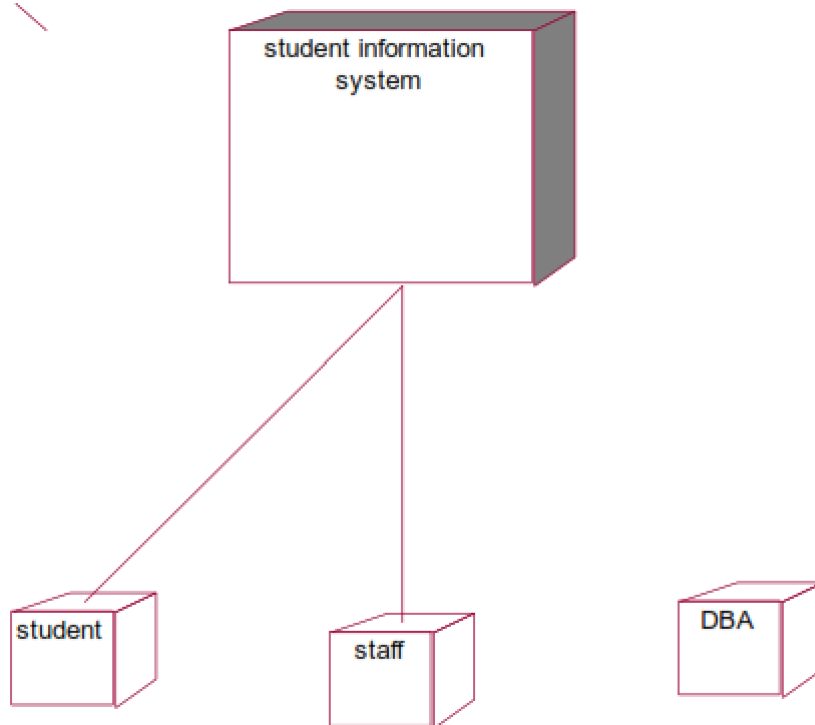 student information
system
student
staff
DBA